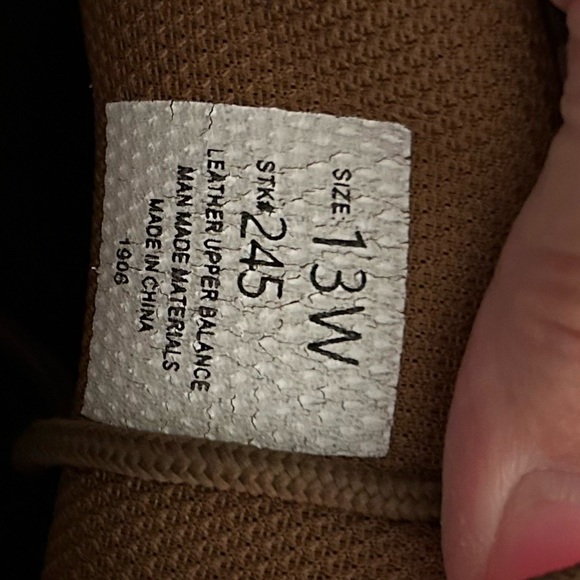 SIZE: 13W
STK# 245
LEATHER UPPER BALANCE
MAN MADE MATERIALS
MADE IN CHINA
1906